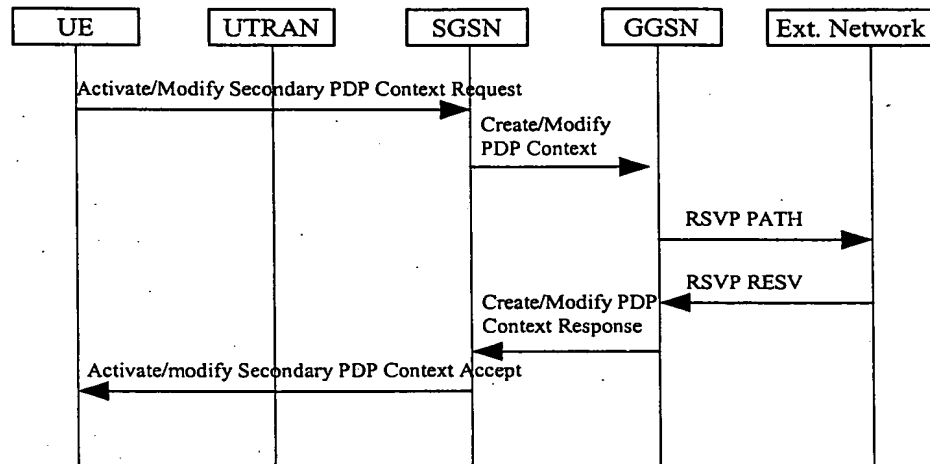 UE UTRAN SGSN GGSN Ext. Network
Activate/Modify Secondary PDP Context Request
Create/Modify
PDP Context
RSVP PATH
RSVP RESV
Create/Modify PDP
Context Response
Activate/modify Secondary PDP Context Accept